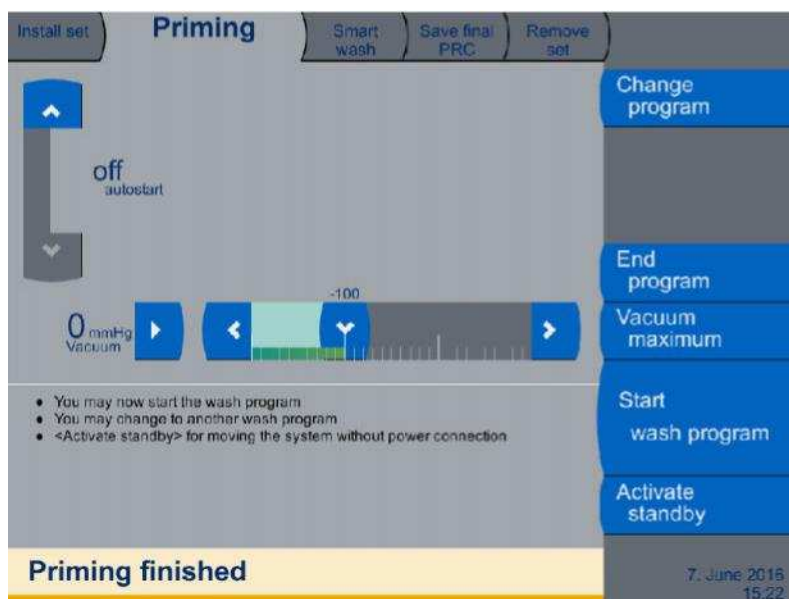 Install set
Priming
Smart
wash
Save final
PRC
Remove
set
Change
program
off
autostart
End
program
-100
0 mmHg
Vacuum
Vacuum
maximum
• You may now start the wash program
• You may change to another wash program
• <Activate standby> for moving the system without power connection
Start
wash program
Activate
standby
Priming finished
7. June 2016
15:22